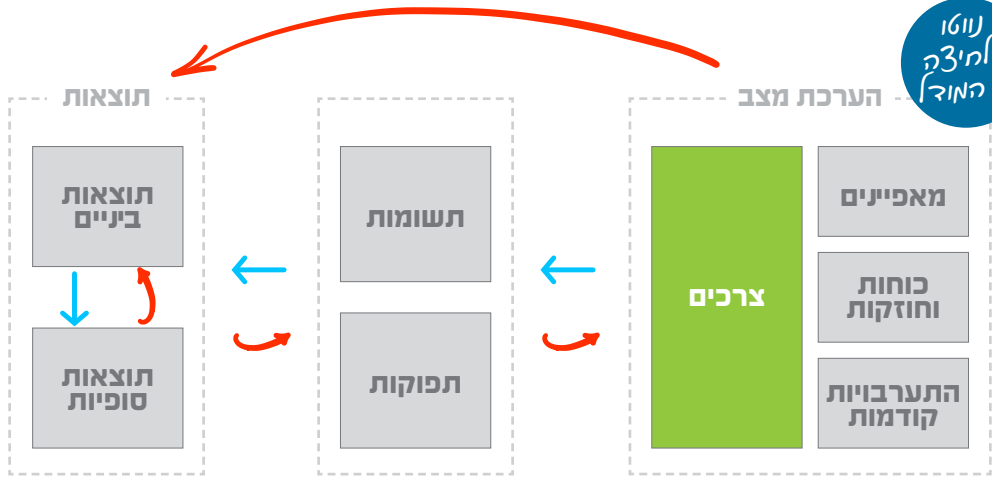 נווטו
לחיצה
המודל
הערכת מצב
תוצאות
מאפיינים
כוחות
וחוזקות
התערבויות
קודמות
צרכים
תשומות
תפוקות
תוצאות
ביניים
תוצאות
סופיות